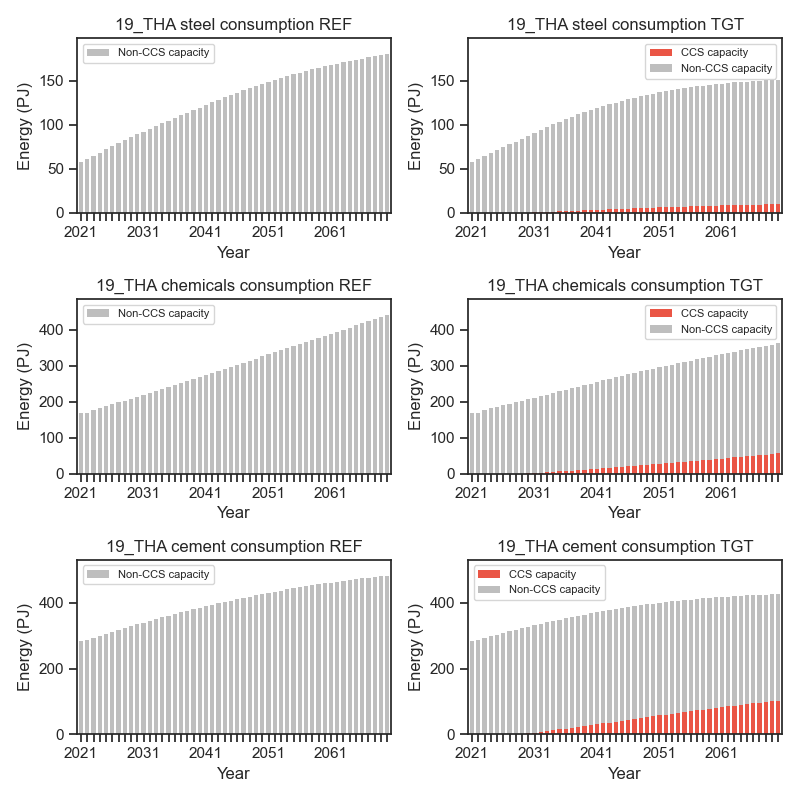 19_THA steel consumption REF
Non-CCS capacity
150
100
50
0
Energy (PJ)
2021 2031 2041 2051 2061
Year
19_THA steel consumption TGT
CCS capacity
Non-CCS capacity
150
100
50
0
Energy (PJ)
2021 2031 2041 2051 2061
Year
19_THA chemicals consumption REF
Non-CCS capacity
400
300
200
100
0
Energy (PJ)
2021 2031 2041 2051 2061
Year
19_THA chemicals consumption TGT
CCS capacity
Non-CCS capacity
400
300
200
100
0
Energy (PJ)
2021 2031 2041 2051 2061
Year
19_THA cement consumption REF
Non-CCS capacity
400
200
0
Energy (PJ)
2021 2031 2041 2051 2061
Year
19_THA cement consumption TGT
CCS capacity
Non-CCS capacity
400
200
0
Energy (PJ)
2021 2031 2041 2051 2061
Year